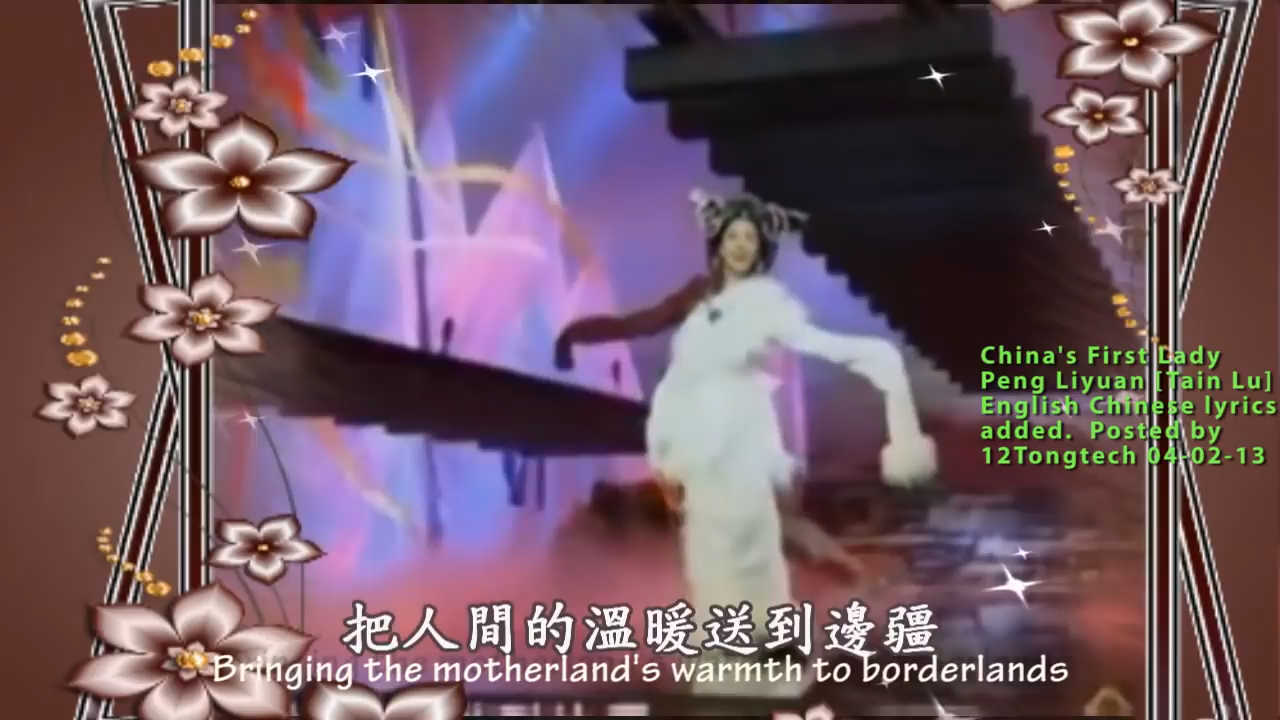 China's First Lady
Peng Liyuan [Tain Lu]
English Chinese lyrics
added. Posted by
12Tongtech 04-02-13
把人間的溫暖送到邊疆
Bringing the motherland's warmth to borderlands